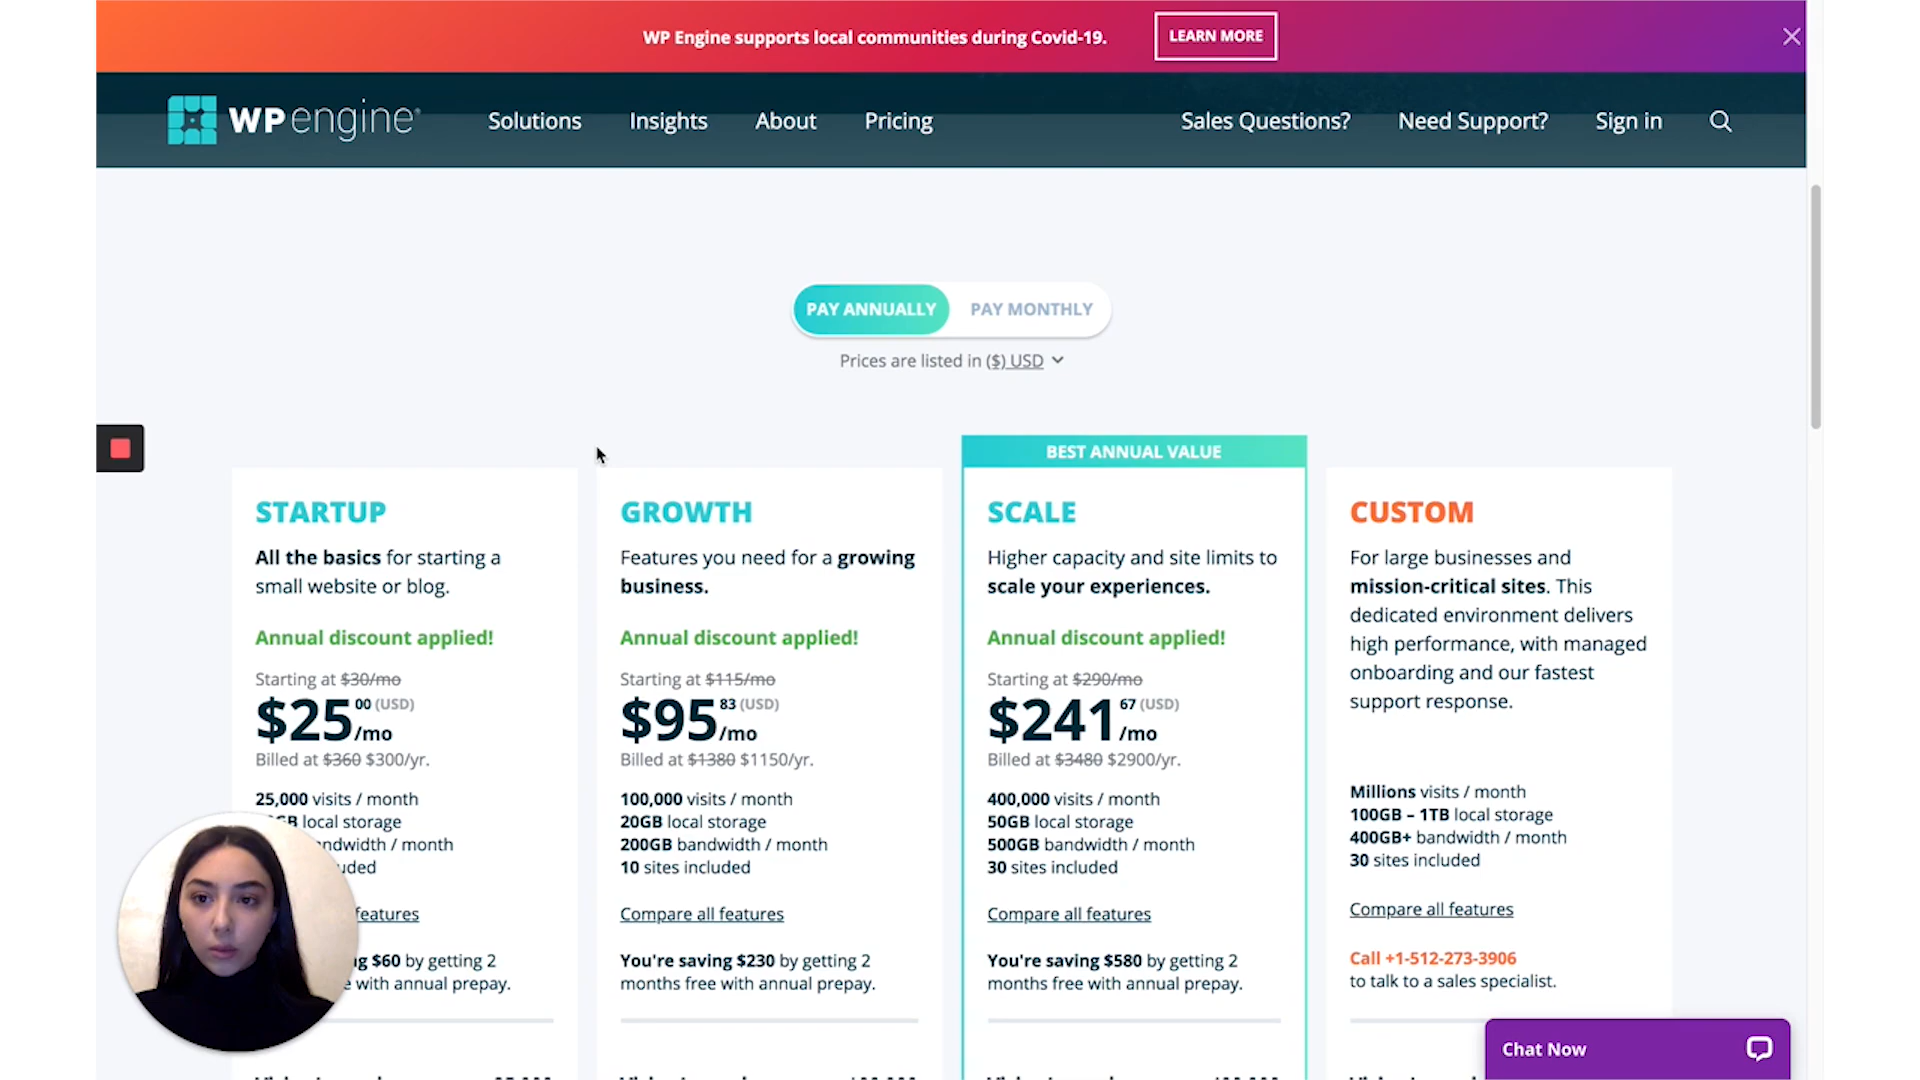 WP Engine supports local communities during Covid-19.
LEARN MORE
WPengine
Solutions
Insights
About
Pricing
Sales Questions?
Need Support?
Sign in
PAY ANNUALLY
PAY MONTHLY
Prices are listed in ($) USD
STARTUP
All the basics for starting a
small website or blog.
Annual discount applied!
Starting at $30/mo
$25 00 (USD)
/mo
Billed at $360 $300/yr.
25,000 visits / month
local storage
/ month
features
$60 by getting 2
with annual prepay.
GROWTH
Features you need for a growing
business.
Annual discount applied!
Starting at $115/mo
$95 83 (USD)
/mo
Billed at $1380 $1150/yr.
100,000 visits / month
20GB local storage
200GB bandwidth / month
10 sites included
Compare all features
You're saving $230 by getting 2
months free with annual prepay.
BEST ANNUAL VALUE
SCALE
Higher capacity and site limits to
scale your experiences.
Annual discount applied!
Starting at $290/mo
$241 67 (USD)
/mo
Billed at $3480 $2900/yr.
400,000 visits / month
50GB local storage
500GB bandwidth / month
30 sites included
Compare all features
You're saving $580 by getting 2
months free with annual prepay.
CUSTOM
For large businesses and
mission-critical sites. This
dedicated environment delivers
high performance, with managed
onboarding and our fastest
support response.
Millions visits / month
100GB – 1TB local storage
400GB+ bandwidth / month
30 sites included
Compare all features
Call +1-512-273-3906
to talk to a sales specialist.
Chat Now